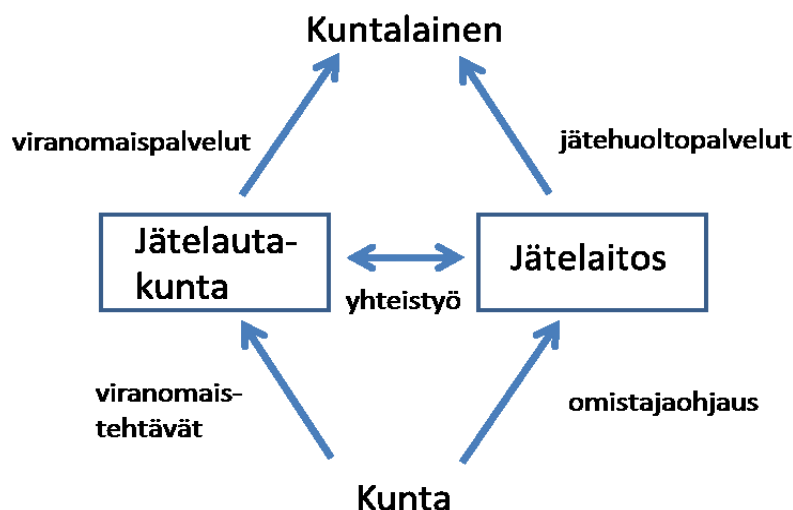 Kuntalainen
viranomaispalvelut
jätehuoltopalvelut
Jätelauta-
kunta
Jätelaitos
yhteistyö
viranomais-
tehtävät
omistajaohjaus
Kunta